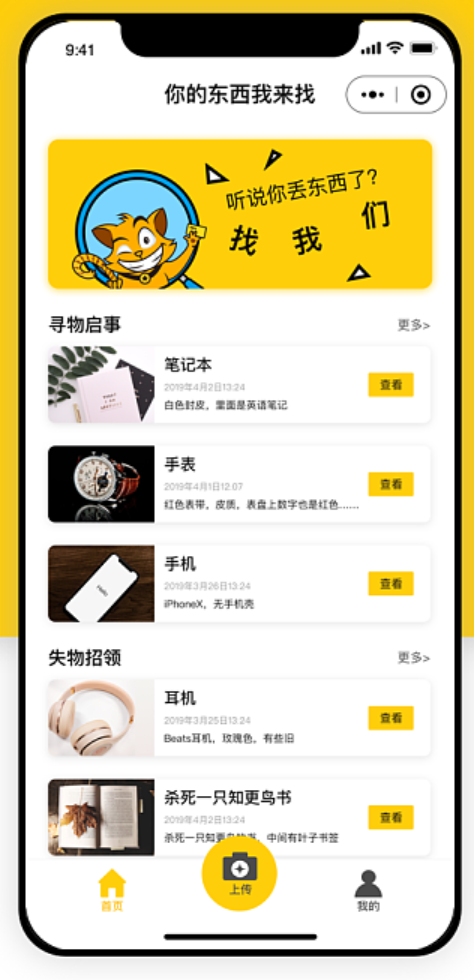 9:41
你的东西我来找
听说你丢东西了?
找我们
寻物启事
更多>
笔记本
2019年4月2日13:24
白色封皮，里面是英语笔记
查看
手表
2019年4月1日12:07
红色表带，皮质，表盘上数字也是红色……
查看
手机
2019年3月26日13:24
iPhoneX，无手机壳
查看
Hello
失物招领
更多>
耳机
2019年3月25日13:24
Beats耳机，玫瑰色，有些旧
查看
杀死一只知更鸟书
2019年4月2日13:24
杀死一只知更鸟的书，中间有叶子书签
查看
首页
上传
我的